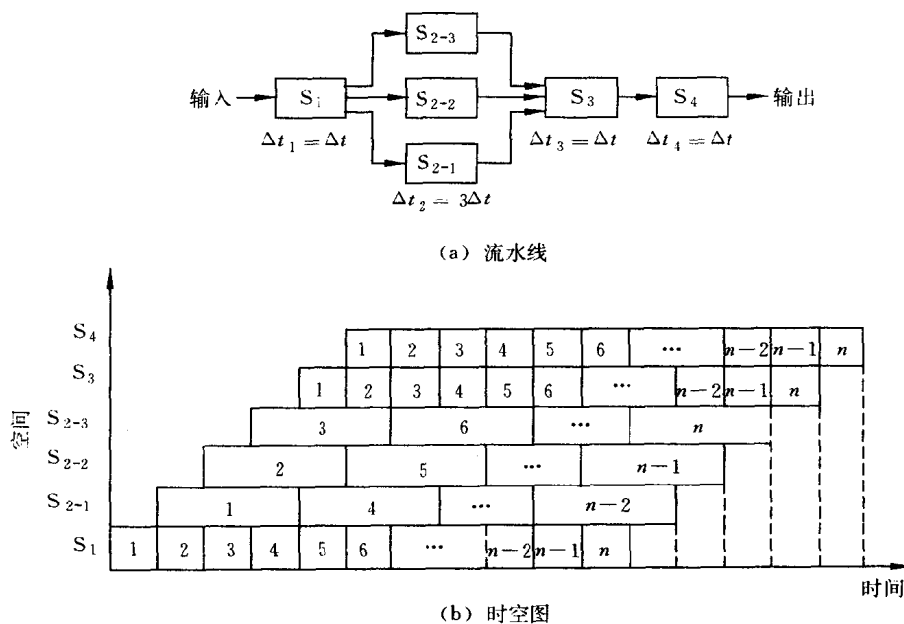 S₂₋₃
输入 S₁ S₂₋₂ S₃ S₄ 输出
Δt₁ = Δt Δt₃ = Δt Δt₄ = Δt
S₂₋₁
Δt₂ = 3Δt
(a) 流水线
空间
S₄ 1 2 3 4 5 6 ··· n−2 n−1 n
S₃ 1 2 3 4 5 6 ··· n−2 n−1 n
S₂₋₃ 3 6 ··· n
S₂₋₂ 2 5 ··· n−1
S₂₋₁ 1 4 ··· n−2
S₁ 1 2 3 4 5 6 ··· n−2 n−1 n
时间
(b) 时空图